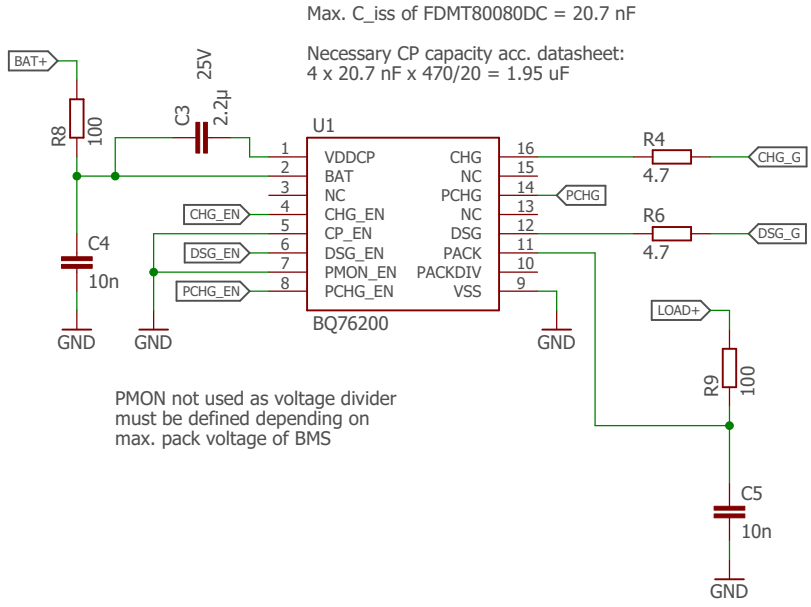 Max. C_iss of FDMT80080DC = 20.7 nF
Necessary CP capacity acc. datasheet:
4 x 20.7 nF x 470/20 = 1.95 uF
BAT+
R8
100
C3
2.2µ
25V
U1
1 VDDCP CHG 16
2 BAT NC 15
3 NC PCHG 14
4 CHG_EN NC 13
5 CP_EN DSG 12
6 DSG_EN PACK 11
7 PMON_EN PACKDIV 10
8 PCHG_EN VSS 9
BQ76200
R4
4.7
CHG_G
PCHG
R6
4.7
DSG_G
CHG_EN
DSG_EN
PCHG_EN
C4
10n
GND
GND
GND
LOAD+
R9
100
PMON not used as voltage divider
must be defined depending on
max. pack voltage of BMS
C5
10n
GND